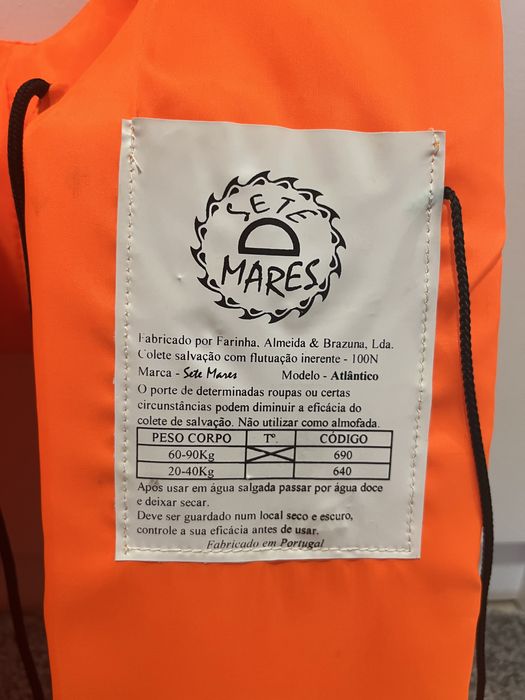 SETE
MARES
Fabricado por Farinha, Almeida & Brazuna, Lda.
Colete salvação com flutuação inerente - 100N
Marca - Sete Mares Modelo - Atlântico
O porte de determinadas roupas ou certas
circunstâncias podem diminuir a eficácia do
colete de salvação. Não utilizar como almofada.
PESO CORPO Tº. CÓDIGO
60-90Kg 690
20-40Kg 640
Após usar em água salgada passar por água doce
e deixar secar.
Deve ser guardado num local seco e escuro,
controle a sua eficácia antes de usar.
Fabricado em Portugal